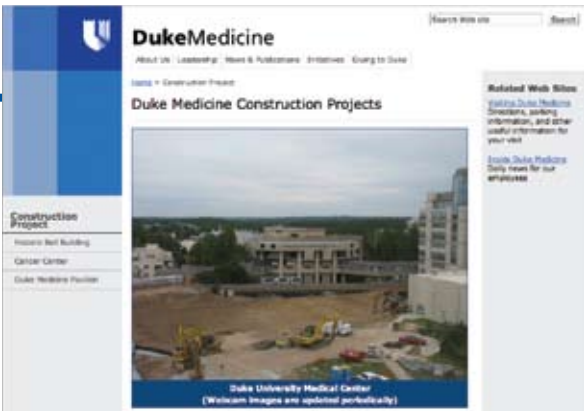 Search Web site
Search
DukeMedicine
About Us Leadership News & Publications Initiatives Giving to Duke
Home > Construction Project
Duke Medicine Construction Projects
Related Web Sites
Visiting Duke Medicine
Directions, parking
information, and other
useful information for
your visit
Inside Duke Medicine
Daily news for our
employees
Construction
Project
Historic Bell Building
Cancer Center
Duke Medicine Pavilion
Duke University Medical Center
(Webcam images are updated periodically)